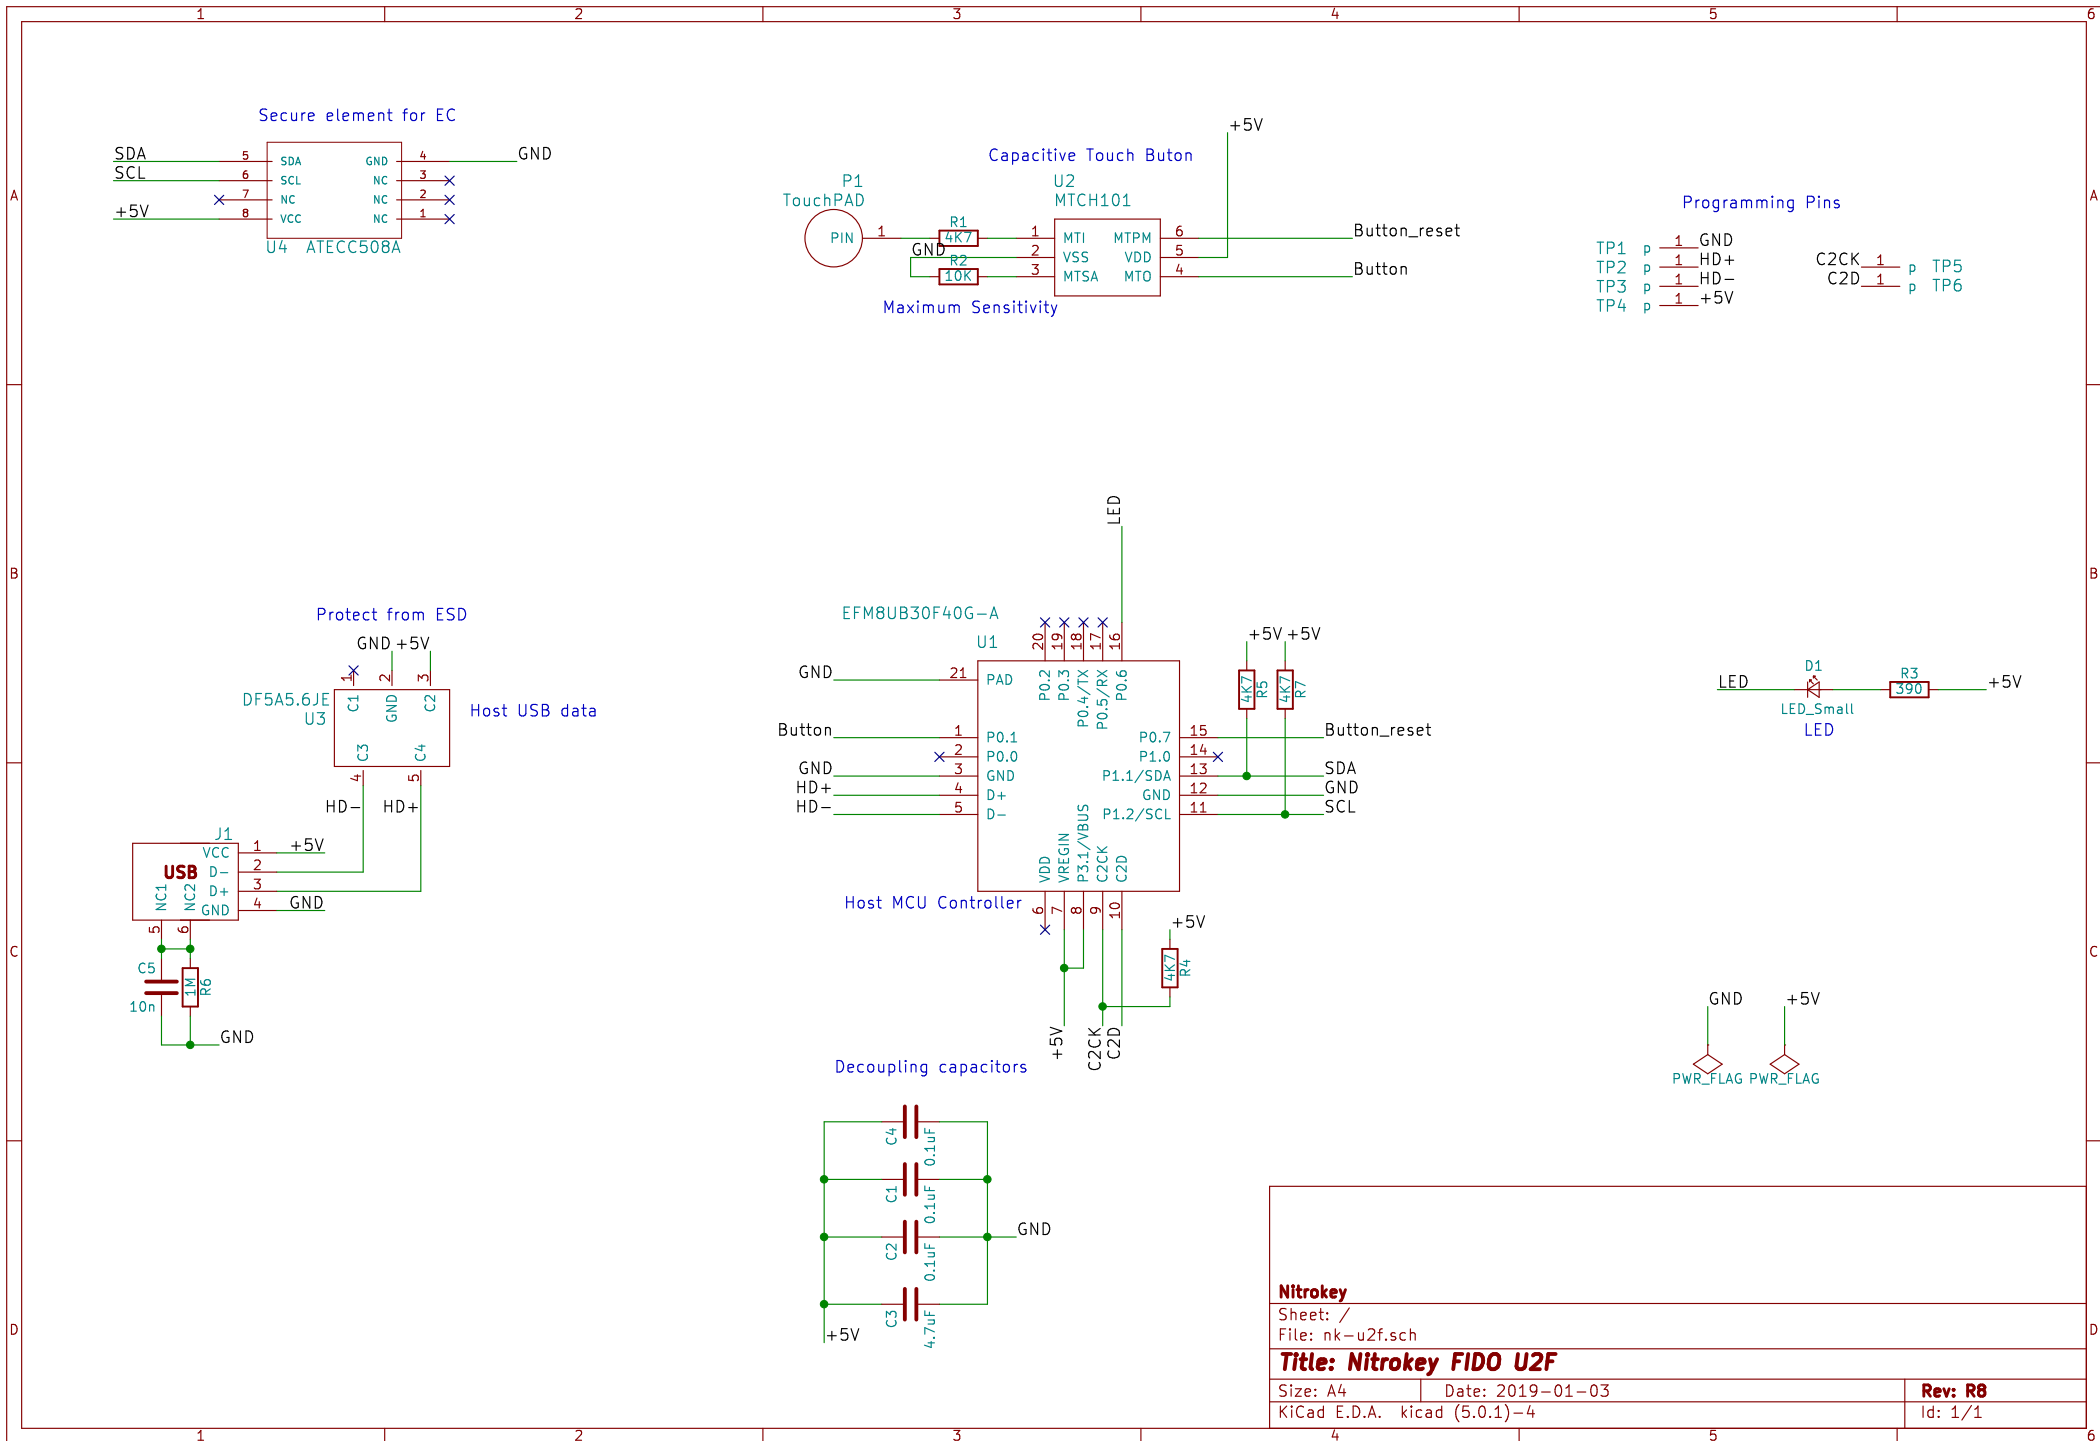 1 2 3 4 5 6
A
B
C
D
A
B
C
D
1 2 3 4 5 6
Secure element for EC
SDA 5 SDA GND 4 GND
SCL 6 SCL NC 3
7 NC NC 2
+5V 8 VCC NC 1
U4 ATECC508A
Capacitive Touch Buton
+5V
P1
TouchPAD
PIN 1
R1
4K7
GND
R2
10K
U2
MTCH101
1 MTI MTPM 6 Button_reset
2 VSS VDD 5
3 MTSA MTO 4 Button
Maximum Sensitivity
Programming Pins
TP1 p 1 GND
TP2 p 1 HD+
TP3 p 1 HD-
TP4 p 1 +5V
C2CK 1 p TP5
C2D 1 p TP6
Protect from ESD
GND +5V
1 2 3
DF5A5.6JE
U3
C1 GND C2
C3 C4
4 5
HD- HD+
Host USB data
J1
USB
VCC 1 +5V
D- 2
D+ 3
GND 4 GND
NC1 NC2
5 6
C5
10n
1M
R6
GND
LED
EFM8UB30F40G-A
U1
20 19 18 17 16
P0.2 P0.3 P0.4/TX P0.5/RX P0.6
GND 21 PAD
Button 1 P0.1
2 P0.0
GND 3 GND
HD+ 4 D+
HD- 5 D-
P0.7 15 Button_reset
P1.0 14
P1.1/SDA 13 SDA
GND 12 GND
P1.2/SCL 11 SCL
+5V +5V
4K7 R5
4K7 R7
VDD VREGIN P3.1/VBUS C2CK C2D
6 7 8 9 10
Host MCU Controller
+5V
4K7 R4
+5V C2CK C2D
D1
LED
LED_Small
LED
R3
390
+5V
GND +5V
PWR_FLAG PWR_FLAG
Decoupling capacitors
C4 0.1uF
C1 0.1uF
C2 0.1uF
C3 4.7uF
GND
+5V
Nitrokey
Sheet: /
File: nk-u2f.sch
Title: Nitrokey FIDO U2F
Size: A4 Date: 2019-01-03 Rev: R8
KiCad E.D.A. kicad (5.0.1)-4 Id: 1/1